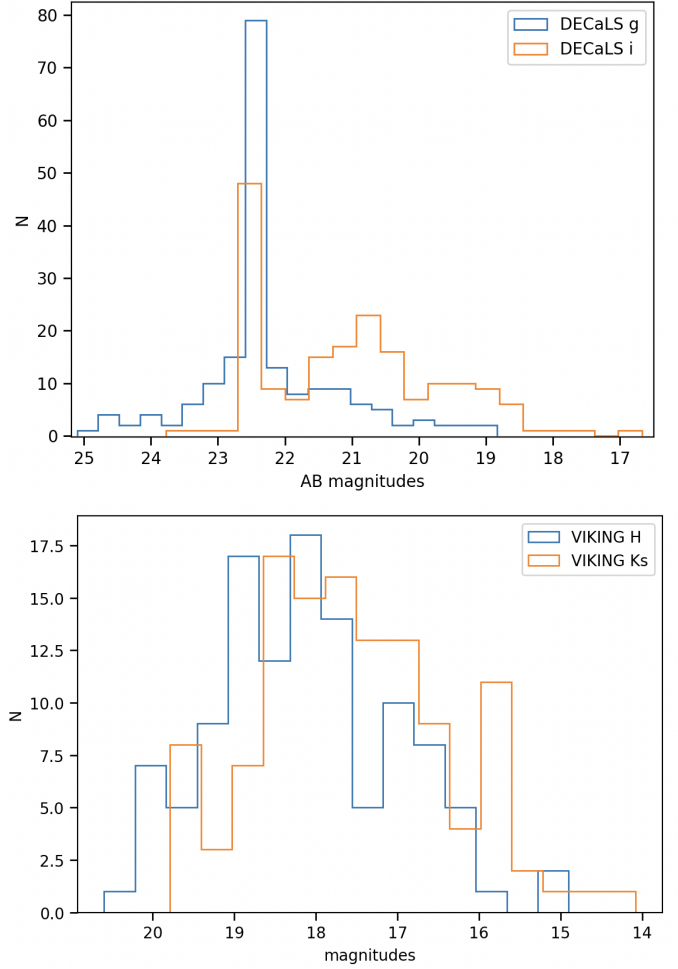 80
70
60
50
40
30
20
10
0
N
DECaLS g
DECaLS i
25 24 23 22 21 20 19 18 17
AB magnitudes
17.5
15.0
12.5
10.0
7.5
5.0
2.5
0.0
N
VIKING H
VIKING Ks
20 19 18 17 16 15 14
magnitudes